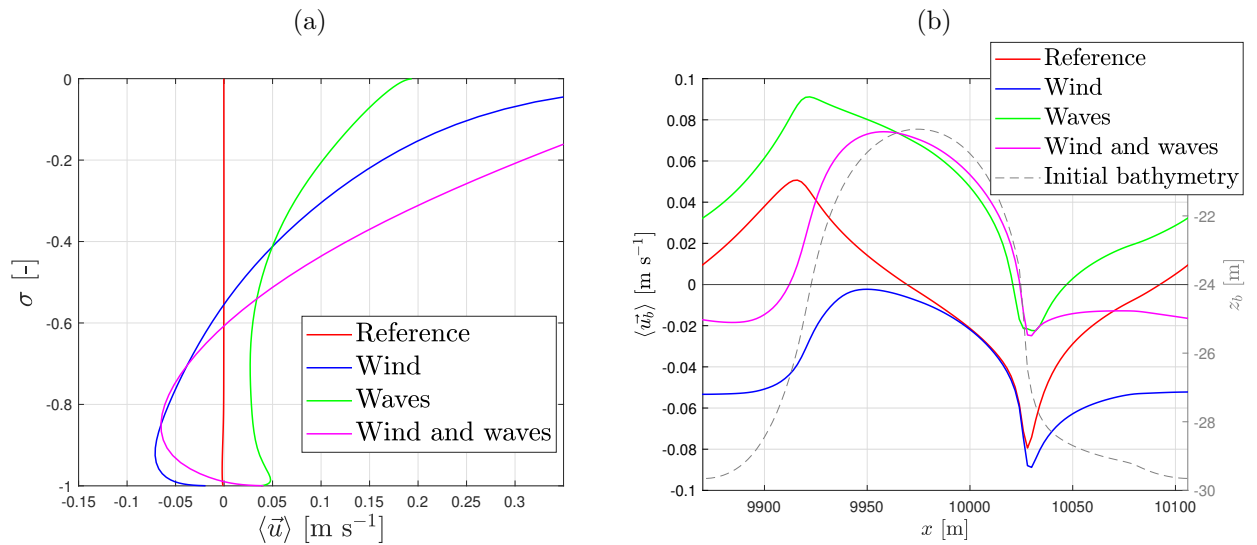 (a)
0
-0.2
-0.4
-0.6
-0.8
-1
σ [-]
-0.15
-0.1
-0.05
0
0.05
0.1
0.15
0.2
0.25
0.3
⟨u⃗⟩ [m s⁻¹]
Reference
Wind
Waves
Wind and waves
(b)
Reference
Wind
Waves
Wind and waves
Initial bathymetry
0.1
0.08
0.06
0.04
0.02
0
-0.02
-0.04
-0.06
-0.08
-0.1
⟨u⃗_b⟩ [m s⁻¹]
9900
9950
10000
10050
10100
x [m]
-22
-24
-26
-28
-30
z_b [m]